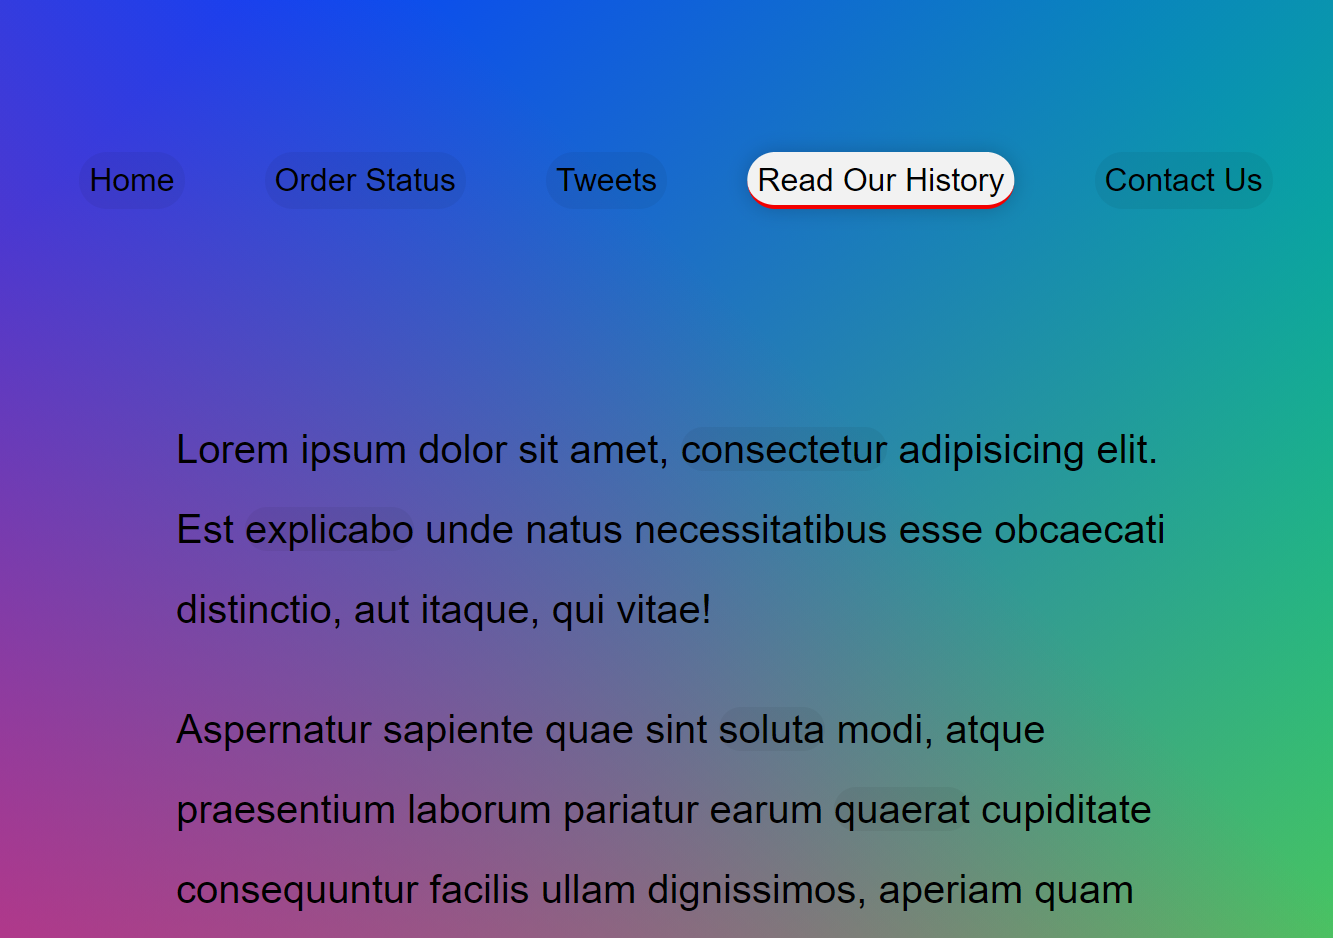 Home Order Status Tweets Read Our History Contact Us
Lorem ipsum dolor sit amet, consectetur adipisicing elit.
Est explicabo unde natus necessitatibus esse obcaecati
distinctio, aut itaque, qui vitae!
Aspernatur sapiente quae sint soluta modi, atque
praesentium laborum pariatur earum quaerat cupiditate
consequuntur facilis ullam dignissimos, aperiam quam